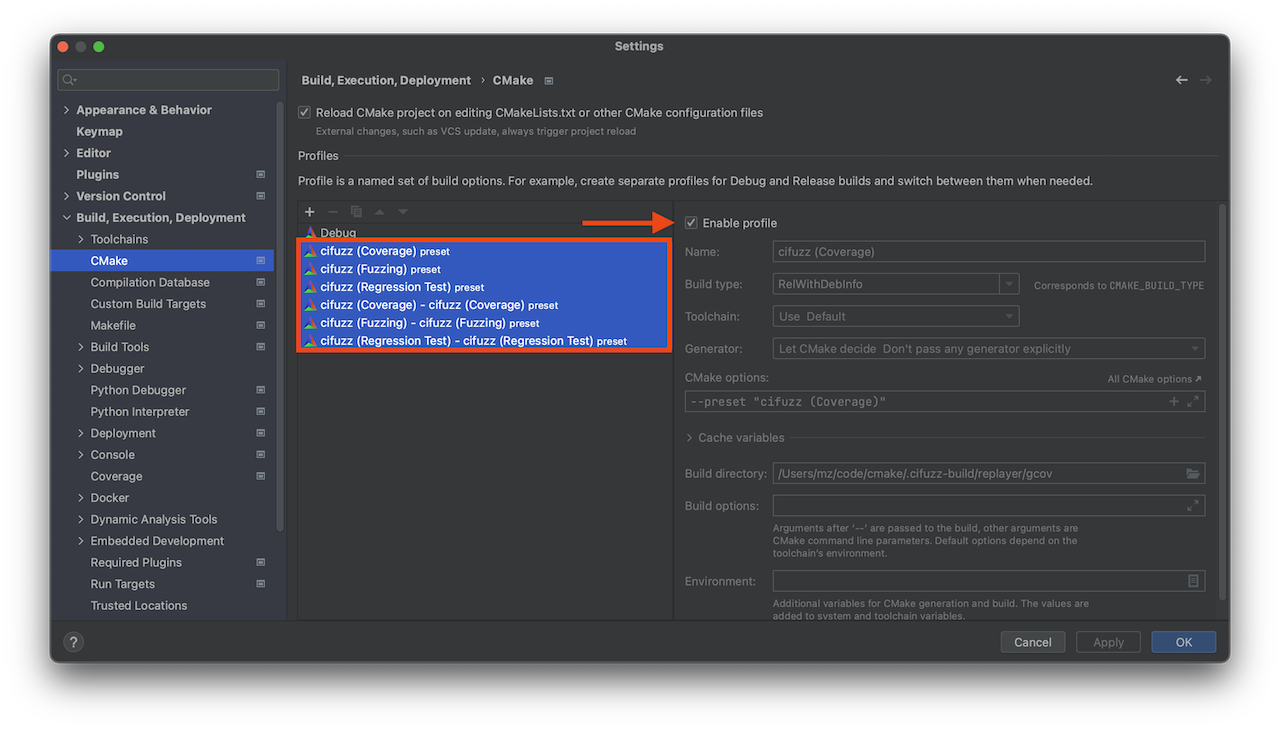 Settings
Build, Execution, Deployment › CMake
Appearance & Behavior
Keymap
Editor
Plugins
Version Control
Build, Execution, Deployment
Toolchains
CMake
Compilation Database
Custom Build Targets
Makefile
Build Tools
Debugger
Python Debugger
Python Interpreter
Deployment
Console
Coverage
Docker
Dynamic Analysis Tools
Embedded Development
Required Plugins
Run Targets
Trusted Locations
Reload CMake project on editing CMakeLists.txt or other CMake configuration files
External changes, such as VCS update, always trigger project reload
Profiles
Profile is a named set of build options. For example, create separate profiles for Debug and Release builds and switch between them when needed.
Debug
cifuzz (Coverage) preset
cifuzz (Fuzzing) preset
cifuzz (Regression Test) preset
cifuzz (Coverage) - cifuzz (Coverage) preset
cifuzz (Fuzzing) - cifuzz (Fuzzing) preset
cifuzz (Regression Test) - cifuzz (Regression Test) preset
Enable profile
Name: cifuzz (Coverage)
Build type: RelWithDebInfo Corresponds to CMAKE_BUILD_TYPE
Toolchain: Use Default
Generator: Let CMake decide Don't pass any generator explicitly
CMake options: All CMake options ↗
--preset "cifuzz (Coverage)"
Cache variables
Build directory: /Users/mz/code/cmake/.cifuzz-build/replayer/gcov
Build options:
Arguments after '--' are passed to the build, other arguments are
CMake command line parameters. Default options depend on the
toolchain's environment.
Environment:
Additional variables for CMake generation and build. The values are
added to system and toolchain variables.
? Cancel Apply OK